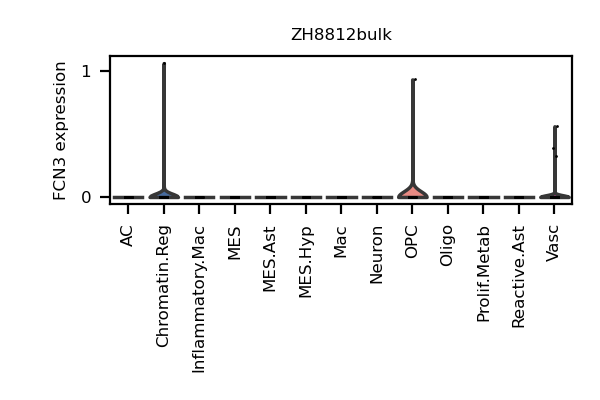 ZH8812bulk
FCN3 expression
1
0
AC
Chromatin.Reg
Inflammatory.Mac
MES
MES.Ast
MES.Hyp
Mac
Neuron
OPC
Oligo
Prolif.Metab
Reactive.Ast
Vasc